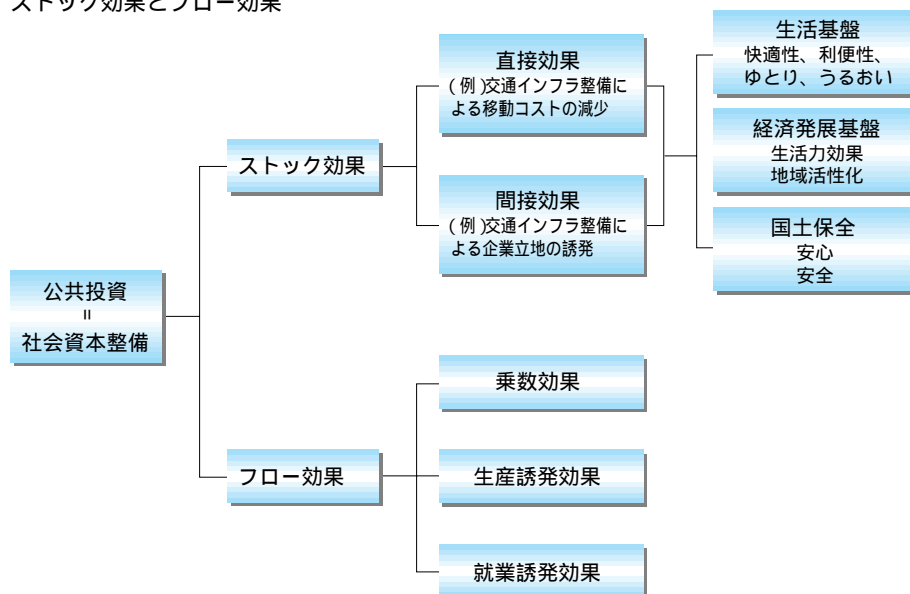 ストック効果とフロー効果
公共投資
＝
社会資本整備
ストック効果
直接効果
(例)交通インフラ整備に
よる移動コストの減少
間接効果
(例)交通インフラ整備に
よる企業立地の誘発
生活基盤
快適性、利便性、
ゆとり、うるおい
経済発展基盤
生活力効果
地域活性化
国土保全
安心
安全
フロー効果
乗数効果
生産誘発効果
就業誘発効果